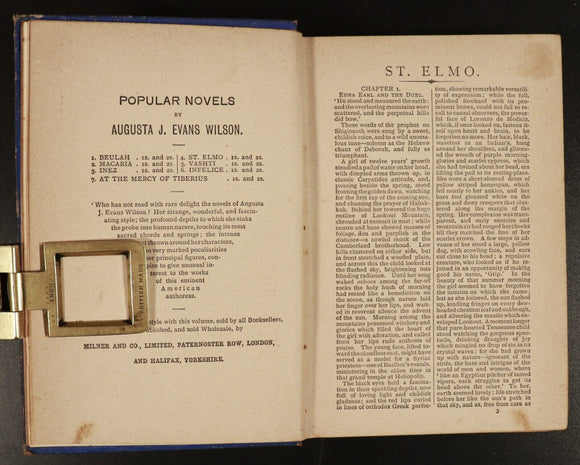 POPULAR NOVELS
BY
AUGUSTA J. EVANS WILSON.
1. BEULAH . 1s. and 2s.
2. MACARIA . 1s. and 2s.
3. INEZ . 1s. and 2s.
4. ST. ELMO . 1s. and 2s.
5. VASHTI . 1s. and 2s.
6. INFELICE . 1s. and 2s.
7. AT THE MERCY OF TIBERIUS . 1s. and 2s.
'Who has not read with rare delight the novels of Augusta
J. Evans Wilson? Her strange, wonderful, and fascin-
ating style; the profound depths to which she sinks
the probe into human nature, touching its most
sacred chords and springs; the intense
thrown around her characters,
very marked peculiarities
principal figures, con-
to give unusual in-
terest to the works
of this eminent
American
authoress.
style with this volume, sold by all Booksellers,
and sold Wholesale, by
MILNER AND CO., LIMITED, PATERNOSTER ROW, LONDON,
AND HALIFAX, YORKSHIRE.
BRITISH MADE
ST. ELMO.
CHAPTER I.
EDNA EARL AND THE DUEL.
'HE stood and measured the earth:
and the everlasting mountains were
scattered, and the perpetual hills
did bow.'
These words of the prophet on
Shigionoth were sung by a sweet,
childish voice, and to a wild anoma-
lous tune—solemn as the Hebrew
chant of Deborah, and fully as
triumphant.
A girl of twelve years' growth
steadied a pail of water on her head,
with dimpled arms thrown up, in
classic Caryatides attitude, and,
pausing beside the spring, stood
fronting the golden dawn, watching
for the first ray of the coming sun,
and chanting the prayer of Habak-
kuk. Behind her towered the huge
outline of Lookout Mountain,
shrouded at summit in mist; while
centre and base showed masses of
foliage, dun and purplish in the
distance—a cowled monk of the
Cumberland brotherhood. Low
hills clustered on either side, but
in front stretched a wooded plain,
and across this the child looked at
the flushed sky, brightening into
blinding radiance. Until her song
waked echoes among the far-off
rocks the holy hush of morning
had rested like a benediction on
the scene, as though nature laid
her finger over her lips, and wait-
ed in reverent silence the advent
of the sun. Morning among the
mountains possessed witchery and
glories which filled the heart of
the girl with adoration, and called
from her lips rude anthems of
praise. The young face, lifted to-
ward the cloudless east, might have
served as a model for a Syriac
priestess—one of Baalbec's vestals,
ministering in the olden time in
that grand temple at Heliopolis.
The black eyes held a fascina-
tion in their sparkling depths, now
full of loving light and childish
gladness; and the red lips curled
in lines of orthodox Greek perfec-
tion, showing remarkable versatili-
ty of expression; while the full,
polished forehead with its pro-
minent brows, could not fail to re-
call to casual observers, the power-
ful face of Lorenzo de Medicis,
which, if once looked on, fastens it-
self upon heart and brain, to be
forgotten no more. Her hair, black,
waveless as an Indian's, hung
around her shoulders, and glitter-
ed the wreath of purple morning-
glories and scarlet cypress, which she
had twined about her head, ere lift-
ing the cedar pail to its resting-place.
She wore a short-sleeved dress of
yellow striped homespun, which
fell nearly to her ankles, and her
bare feet gleamed white on the
grass and dewy creepers that clus-
tered along the margin of the
spring. Her complexion was trans-
parent, and early exercise and
mountain air had rouged her cheeks
till they matched the hue of her
scarlet crown. A few steps in ad-
vance of her stood a large, yellow
dog, with scowling face, and ears
cut close to his head; a repulsive
creature, who looked as if he re-
joiced in an opportunity of making
good his name, 'Grip.' In the
beauty of that summer morning
the girl seemed to have forgotten
the mission on which she came;
but as she loitered, the sun flashed
up, kindling fringes on every dew-
beaded chestnut leaf and oak bough,
and silvering the mantle which en-
veloped Lookout. A moment longer
that pure hearted Tennessee child
stood watching the gorgeous spec-
tacle, drinking draughts of joy
which mingled no drop of sin in its
crystal waves; for she had grown
up with nature—ignorant of the
strife, the hate and intrigues of the
world of men and women, where
'like an Egyptian pitcher of tamed
vipers, each struggles to get its
head above the other.' To her,
earth seemed lovely; life stretched
before her like the sun's path in
that sky, and as free from care as
3